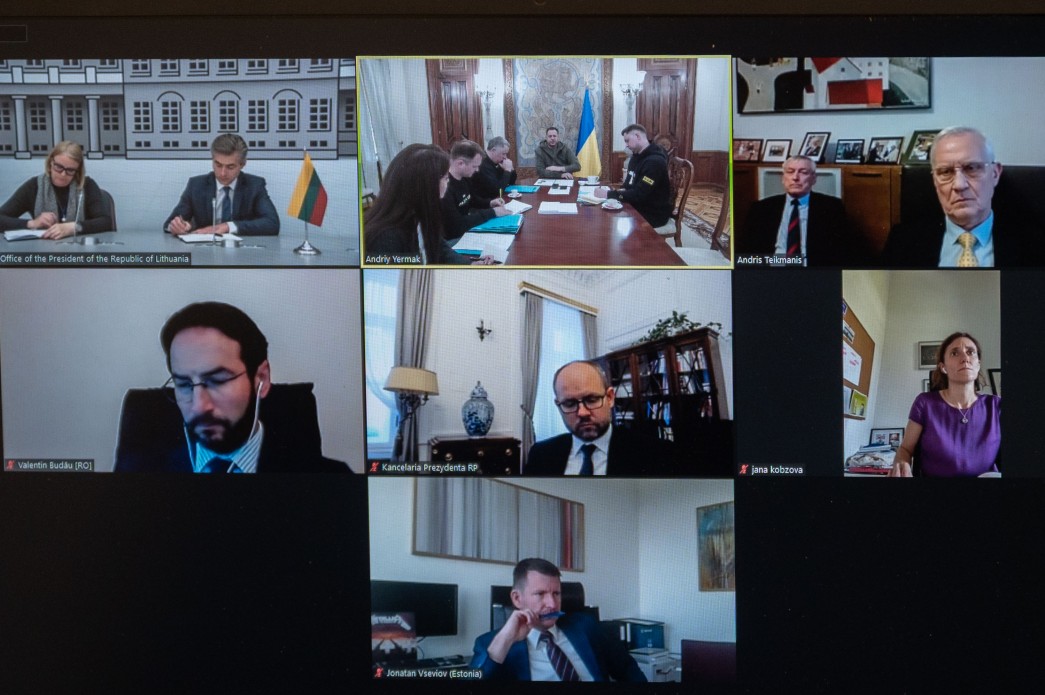 Office of the President of the Republic of Lithuania
Andriy Yermak
Andris Teikmanis
Valentin Budău [RO]
Kancelaria Prezydenta RP
jana kobzova
METALLICA
Jonatan Vseviov (Estonia)